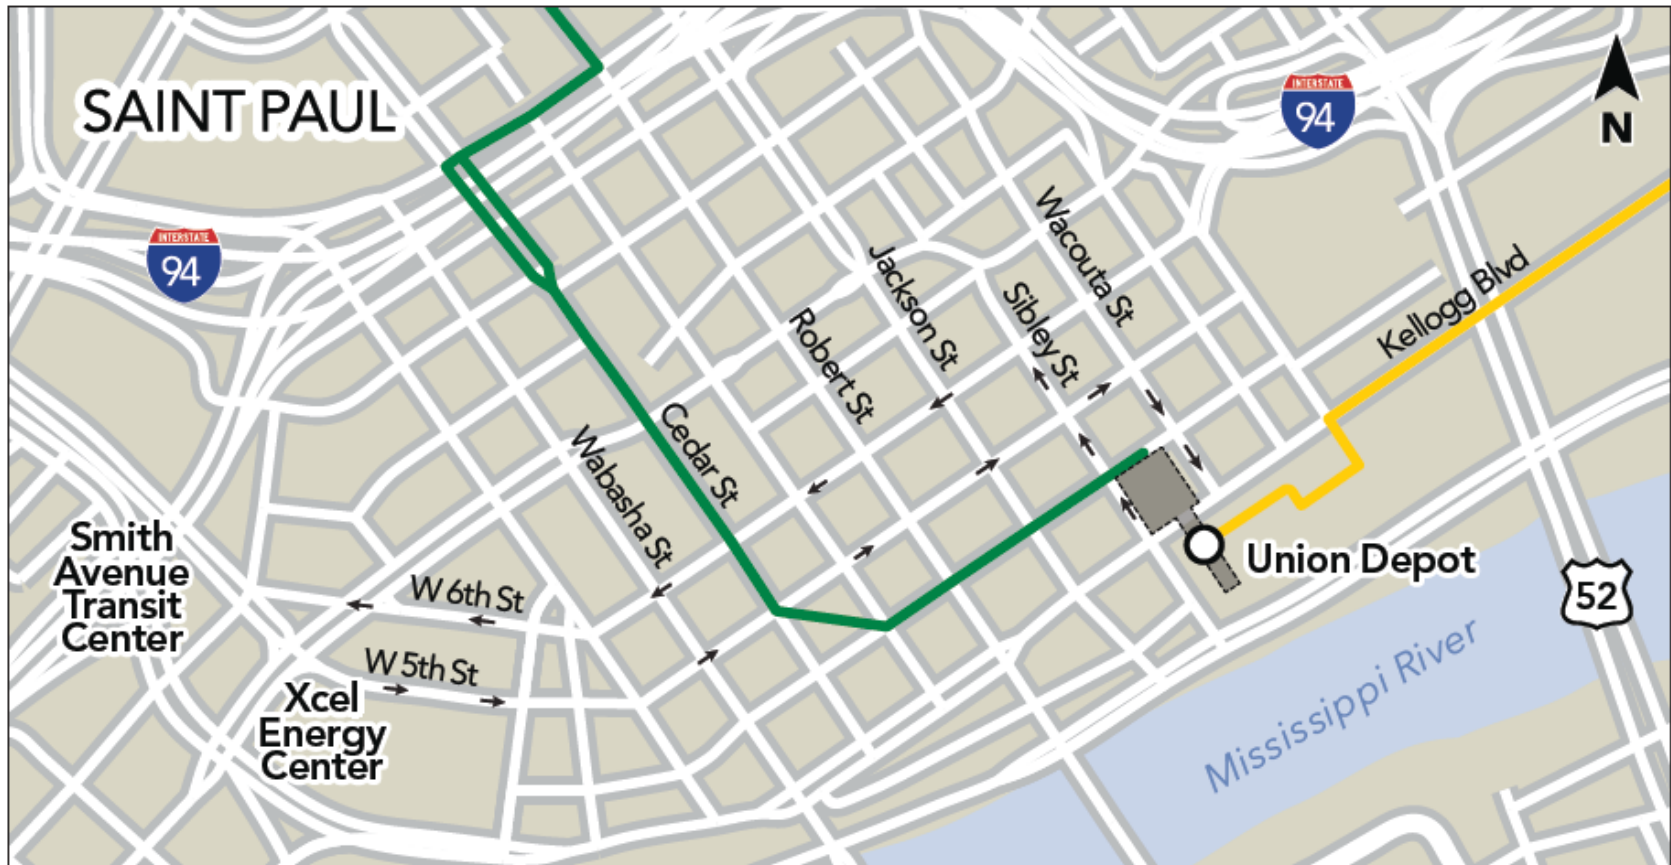 SAINT PAUL
INTERSTATE
94
N
INTERSTATE
94
Wacouta St
Jackson St
Sibley St
Robert St
Kellogg Blvd
Cedar St
Wabasha St
Smith
Avenue
Transit
Center
W 6th St
W 5th St
Xcel
Energy
Center
Union Depot
52
Mississippi River